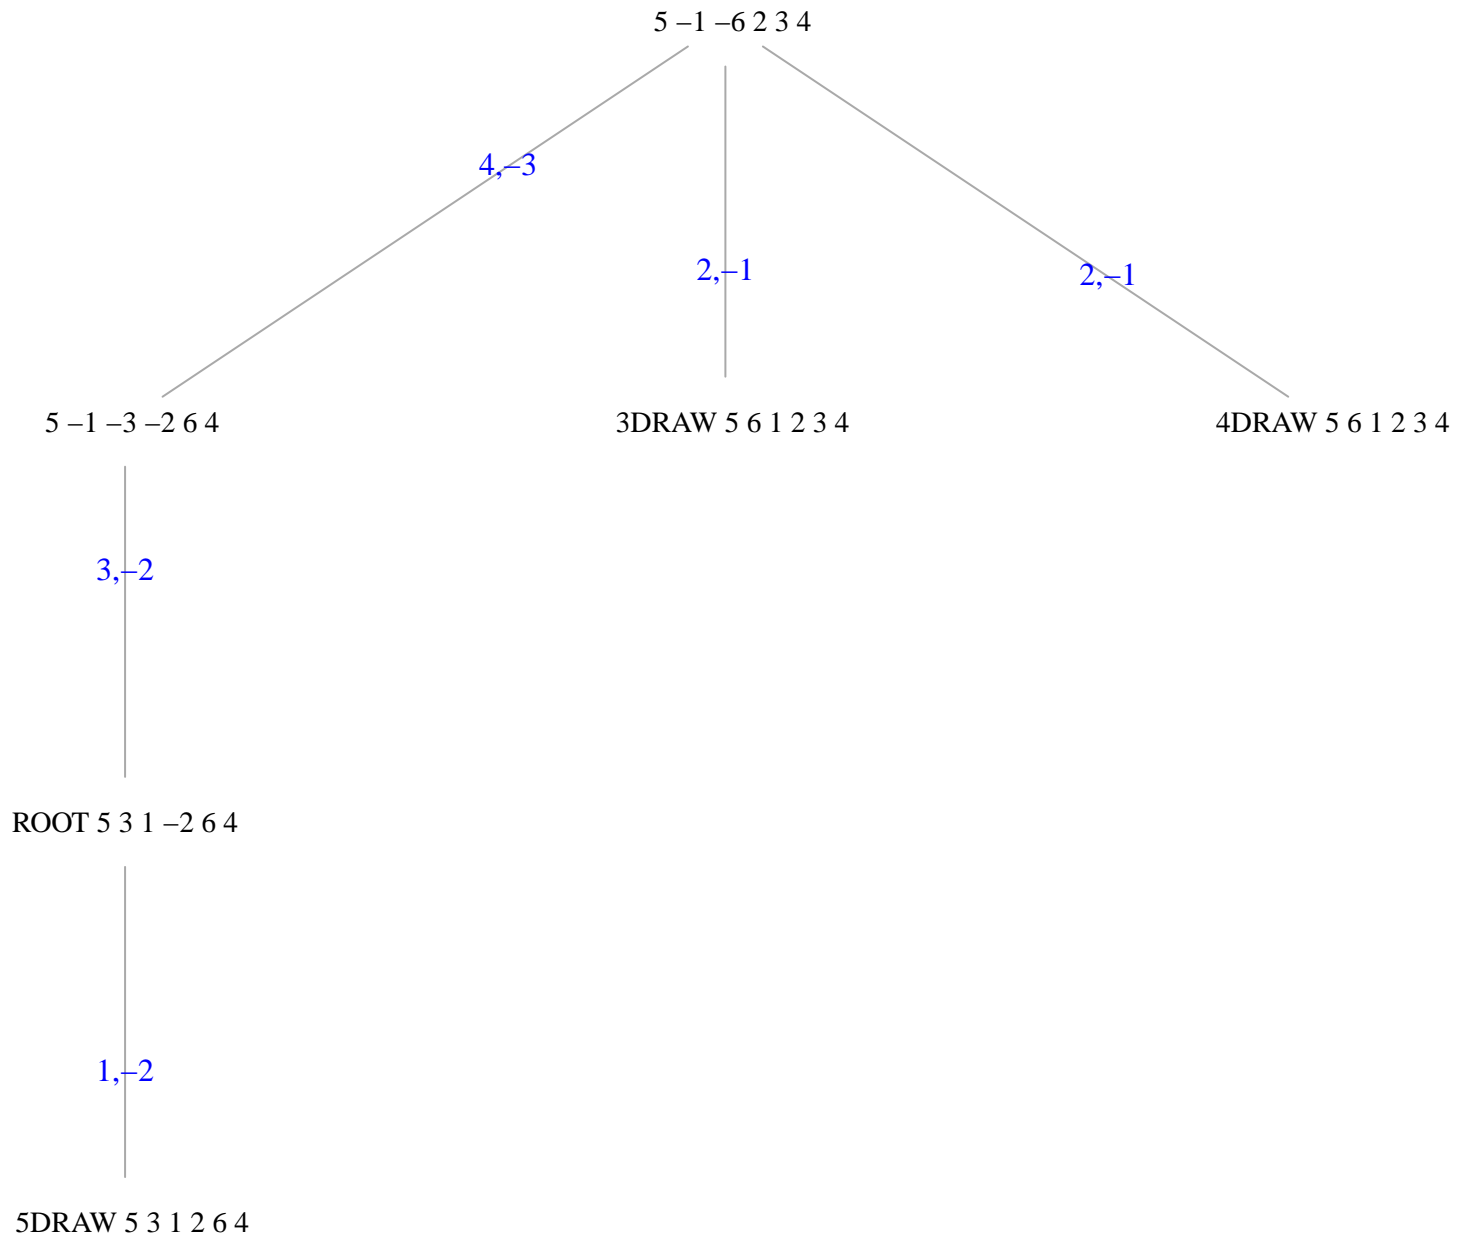 5 –1 –6 2 3 4
4,–3
2,–1
2,–1
5 –1 –3 –2 6 4
3DRAW 5 6 1 2 3 4
4DRAW 5 6 1 2 3 4
3,–2
ROOT 5 3 1 –2 6 4
1,–2
5DRAW 5 3 1 2 6 4